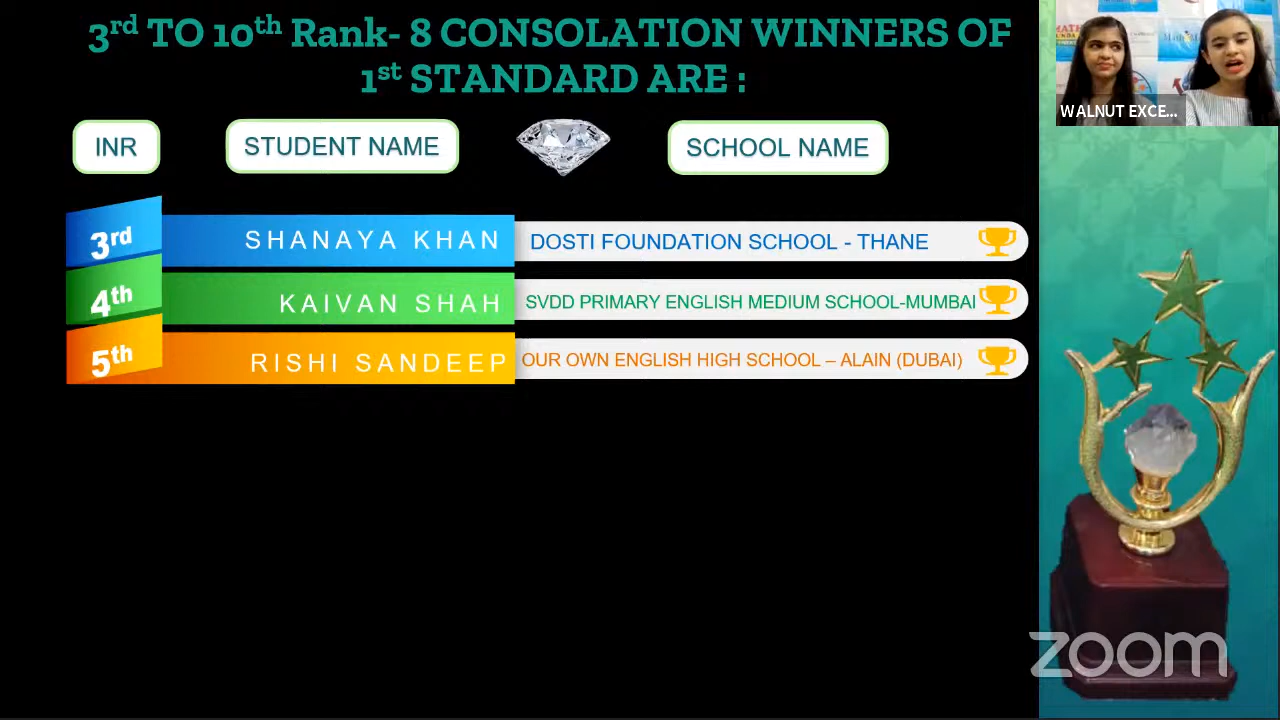 3rd TO 10th Rank- 8 CONSOLATION WINNERS OF
1st STANDARD ARE :
INR STUDENT NAME SCHOOL NAME
3rd SHANAYA KHAN DOSTI FOUNDATION SCHOOL - THANE
4th KAIVAN SHAH SVDD PRIMARY ENGLISH MEDIUM SCHOOL-MUMBAI
5th RISHI SANDEEP OUR OWN ENGLISH HIGH SCHOOL – ALAIN (DUBAI)
WALNUT EXCE...
zoom